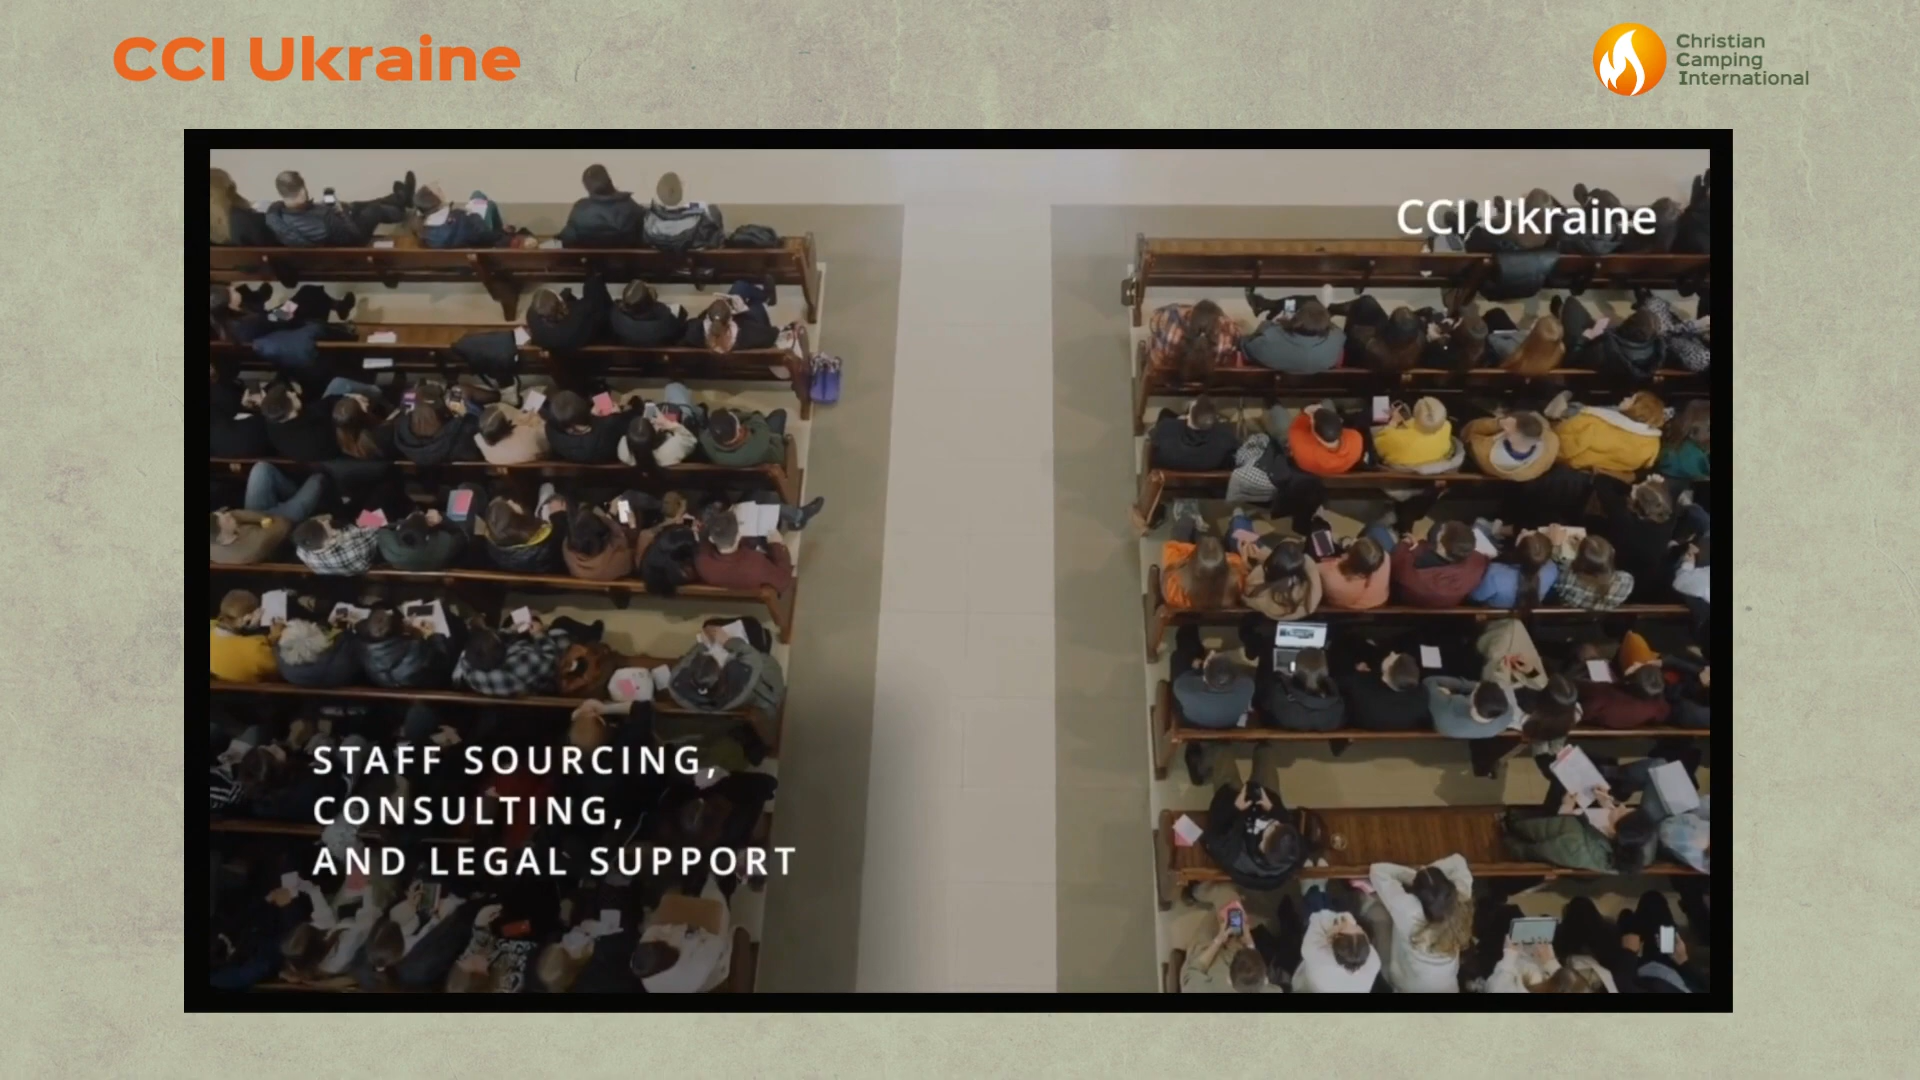 CCI Ukraine
Christian
Camping
International
CCI Ukraine
STAFF SOURCING,
CONSULTING,
AND LEGAL SUPPORT